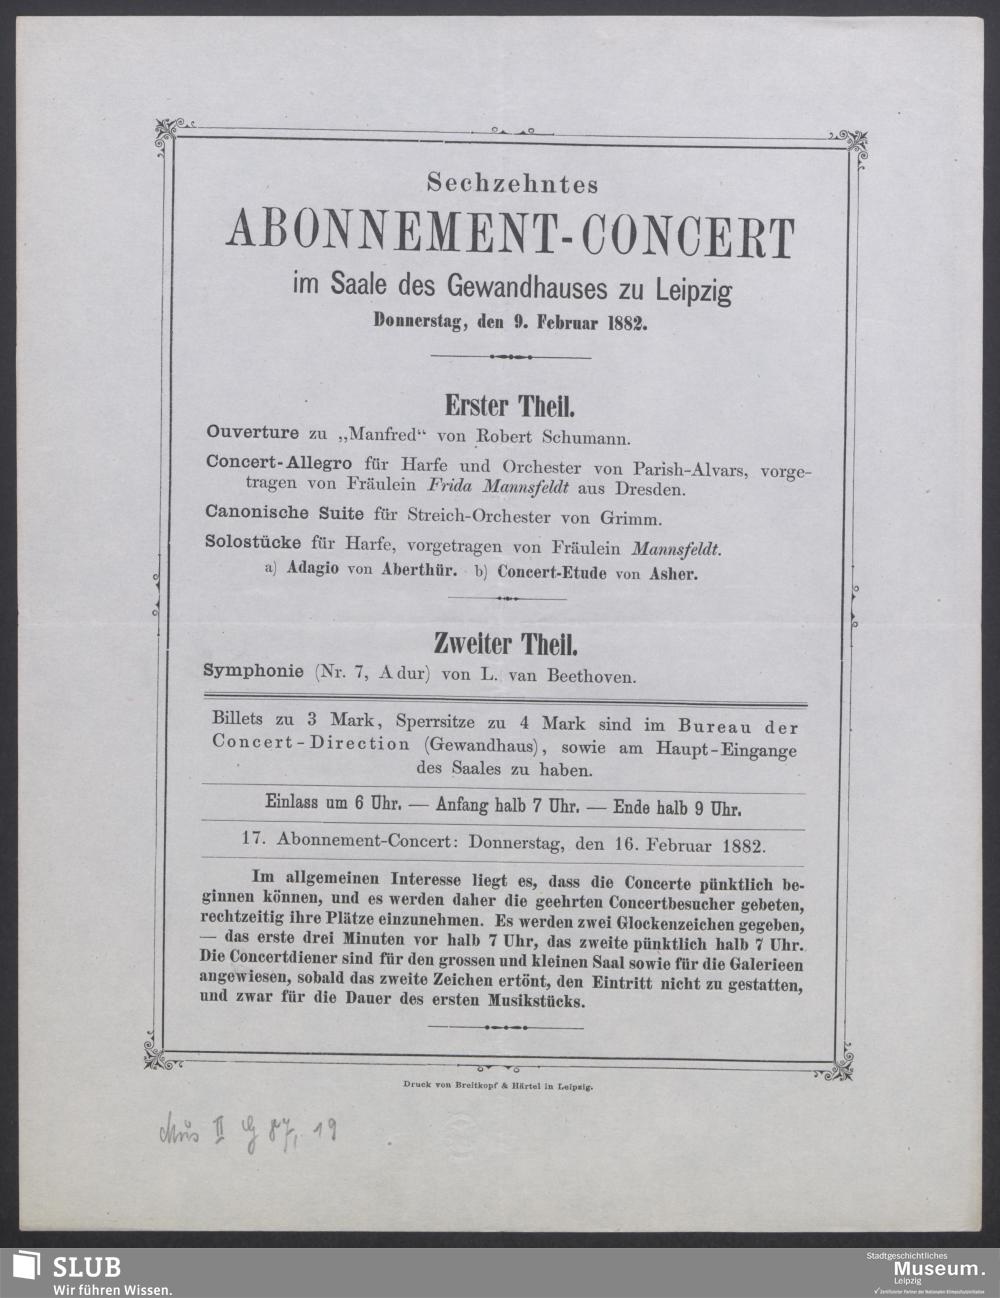 Sechzehntes
ABONNEMENT-CONCERT
im Saale des Gewandhauses zu Leipzig
Donnerstag, den 9. Februar 1882.
Erster Theil.
Ouverture zu „Manfred“ von Robert Schumann.
Concert-Allegro für Harfe und Orchester von Parish-Alvars, vorge-
tragen von Fräulein Frida Mannsfeldt aus Dresden.
Canonische Suite für Streich-Orchester von Grimm.
Solostücke für Harfe, vorgetragen von Fräulein Mannsfeldt.
a) Adagio von Aberthür. b) Concert-Etude von Asher.
Zweiter Theil.
Symphonie (Nr. 7, A dur) von L. van Beethoven.
Billets zu 3 Mark, Sperrsitze zu 4 Mark sind im Bureau der
Concert-Direction (Gewandhaus), sowie am Haupt-Eingange
des Saales zu haben.
Einlass um 6 Uhr. — Anfang halb 7 Uhr. — Ende halb 9 Uhr.
17. Abonnement-Concert: Donnerstag, den 16. Februar 1882.
Im allgemeinen Interesse liegt es, dass die Concerte pünktlich be-
ginnen können, und es werden daher die geehrten Concertbesucher gebeten,
rechtzeitig ihre Plätze einzunehmen. Es werden zwei Glockenzeichen gegeben,
— das erste drei Minuten vor halb 7 Uhr, das zweite pünktlich halb 7 Uhr.
Die Concertdiener sind für den grossen und kleinen Saal sowie für die Galerieen
angewiesen, sobald das zweite Zeichen ertönt, den Eintritt nicht zu gestatten,
und zwar für die Dauer des ersten Musikstücks.
Druck von Breitkopf & Härtel in Leipzig.
Mus II G 87, 19
SLUB
Wir führen Wissen.
Stadtgeschichtliches
Museum.
Leipzig
Zertifizierter Partner der Nationalen Klimaschutzinitiative